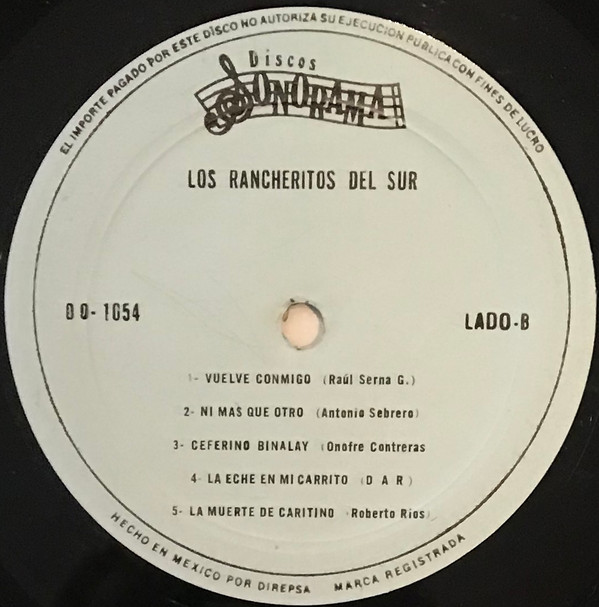 EL IMPORTE PAGADO POR ESTE DISCO NO AUTORIZA SU EJECUCION PUBLICA CON FINES DE LUCRO
Discos
SONORAMA
LOS RANCHERITOS DEL SUR
DO-1054
LADO-B
1- VUELVE CONMIGO (Raúl Serna G.)
2- NI MAS QUE OTRO (Antonio Sebrero)
3- CEFERINO BINALAY (Onofre Contreras
4- LA ECHE EN MI CARRITO (D A R)
5- LA MUERTE DE CARITINO (Roberto Ríos)
HECHO EN MEXICO POR DIREPSA MARCA REGISTRADA